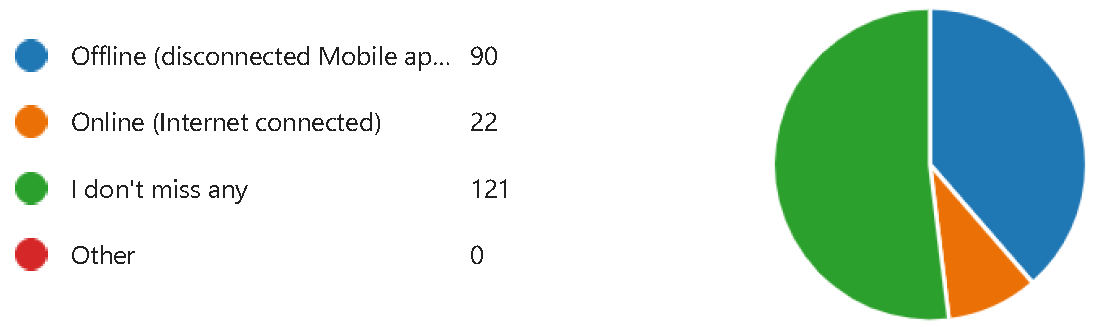 Offline (disconnected Mobile ap... 90
Online (Internet connected) 22
I don't miss any 121
Other 0